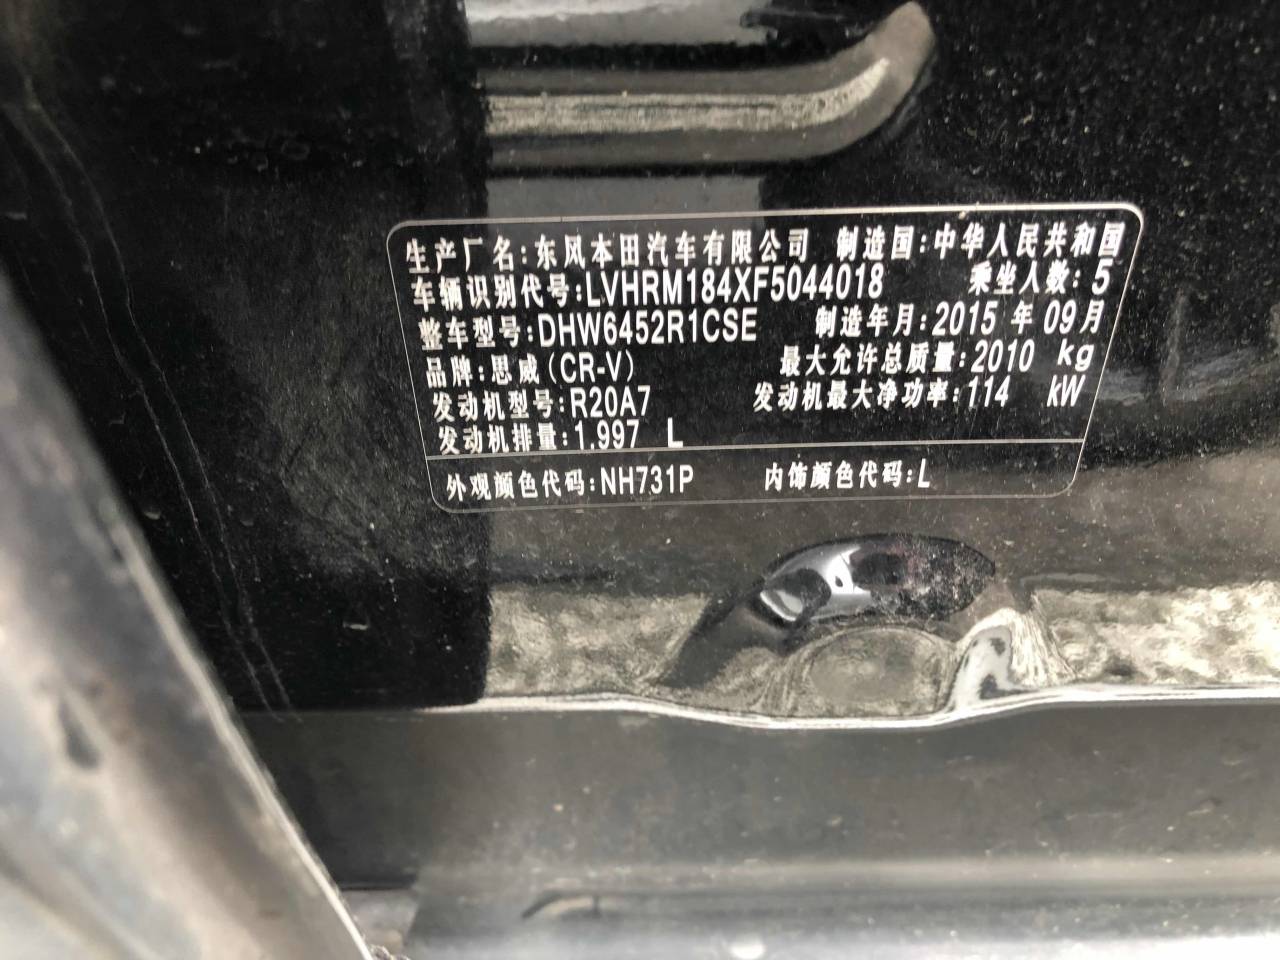 生产厂名:东风本田汽车有限公司 制造国:中华人民共和国
车辆识别代号:LVHRM184XF5044018 乘坐人数:5
整车型号:DHW6452R1CSE 制造年月:2015 年 09月
品牌:思威(CR-V) 最大允许总质量:2010 kg
发动机型号:R20A7 发动机最大净功率:114 kW
发动机排量:1.997 L
外观颜色代码:NH731P 内饰颜色代码:L